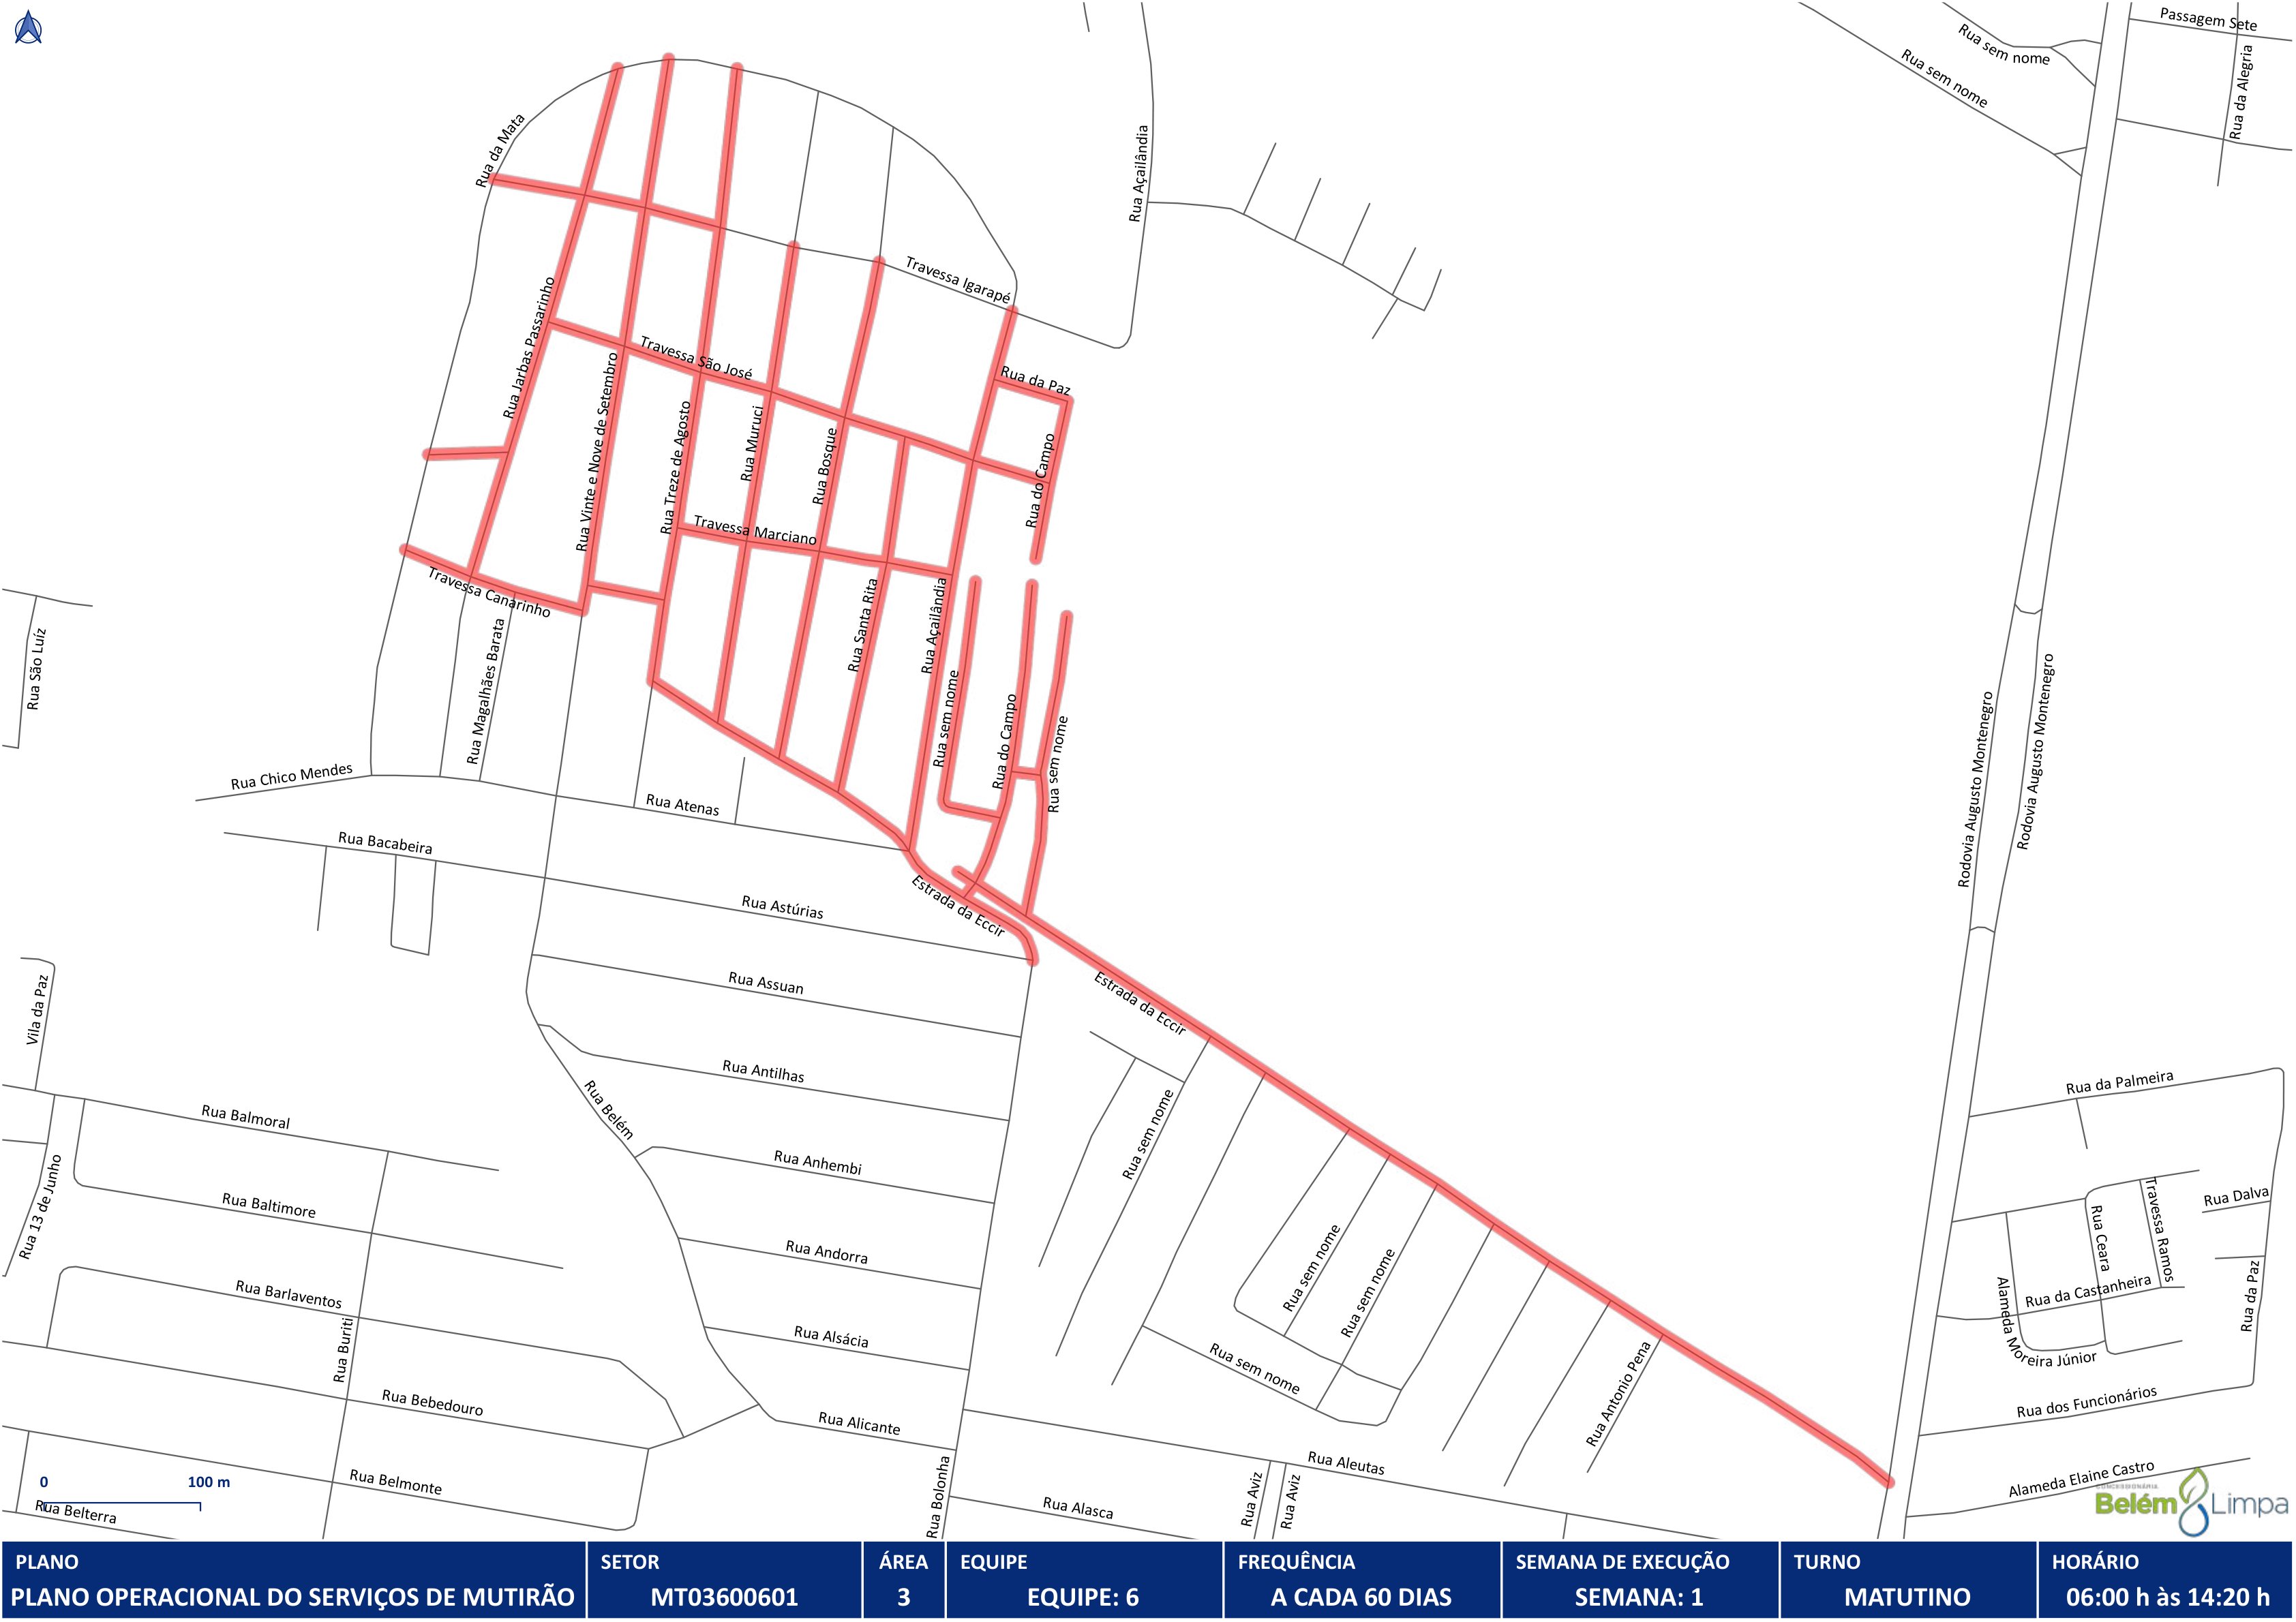 Passagem Sete
Rua sem nome
Rua sem nome
Rua da Alegria
Rua da Mata
Rua Açailândia
Travessa Igarapé
Rua Jarbas Passarinho
Travessa São José
Rua da Paz
Rua Vinte e Nove de Setembro
Rua Treze de Agosto
Rua Muruci
Rua Bosque
Rua do Campo
Travessa Marciano
Travessa Canarinho
Rua Santa Rita
Rua Açailândia
Rua São Luíz
Rua Magalhães Barata
Rua sem nome
Rua do Campo
Rua sem nome
Rodovia Augusto Montenegro
Rodovia Augusto Montenegro
Rua Chico Mendes
Rua Atenas
Rua Bacabeira
Rua Astúrias
Estrada da Eccir
Rua Assuan
Estrada da Eccir
Vila da Paz
Rua Antilhas
Rua Belém
Rua Balmoral
Rua sem nome
Rua da Palmeira
Rua Anhembi
Rua 13 de Junho
Rua Baltimore
Rua Dalva
Travessa Ramos
Rua Ceara
Rua Andorra
Rua sem nome
Rua sem nome
Rua Barlaventos
Rua da Castanheira
Rua da Paz
Alameda Moreira Júnior
Rua Buriti
Rua Alsácia
Rua sem nome
Rua Antonio Pena
Rua Bebedouro
Rua Alicante
Rua dos Funcionários
Rua Aleutas
Rua Belmonte
Rua Bolonha
Rua Aviz
Rua Aviz
Alameda Elaine Castro
Rua Alasca
Rua Belterra
0 100 m
CONCESSIONÁRIA
Belém Limpa
PLANO
PLANO OPERACIONAL DO SERVIÇOS DE MUTIRÃO
SETOR
MT03600601
ÁREA
3
EQUIPE
EQUIPE: 6
FREQUÊNCIA
A CADA 60 DIAS
SEMANA DE EXECUÇÃO
SEMANA: 1
TURNO
MATUTINO
HORÁRIO
06:00 h às 14:20 h